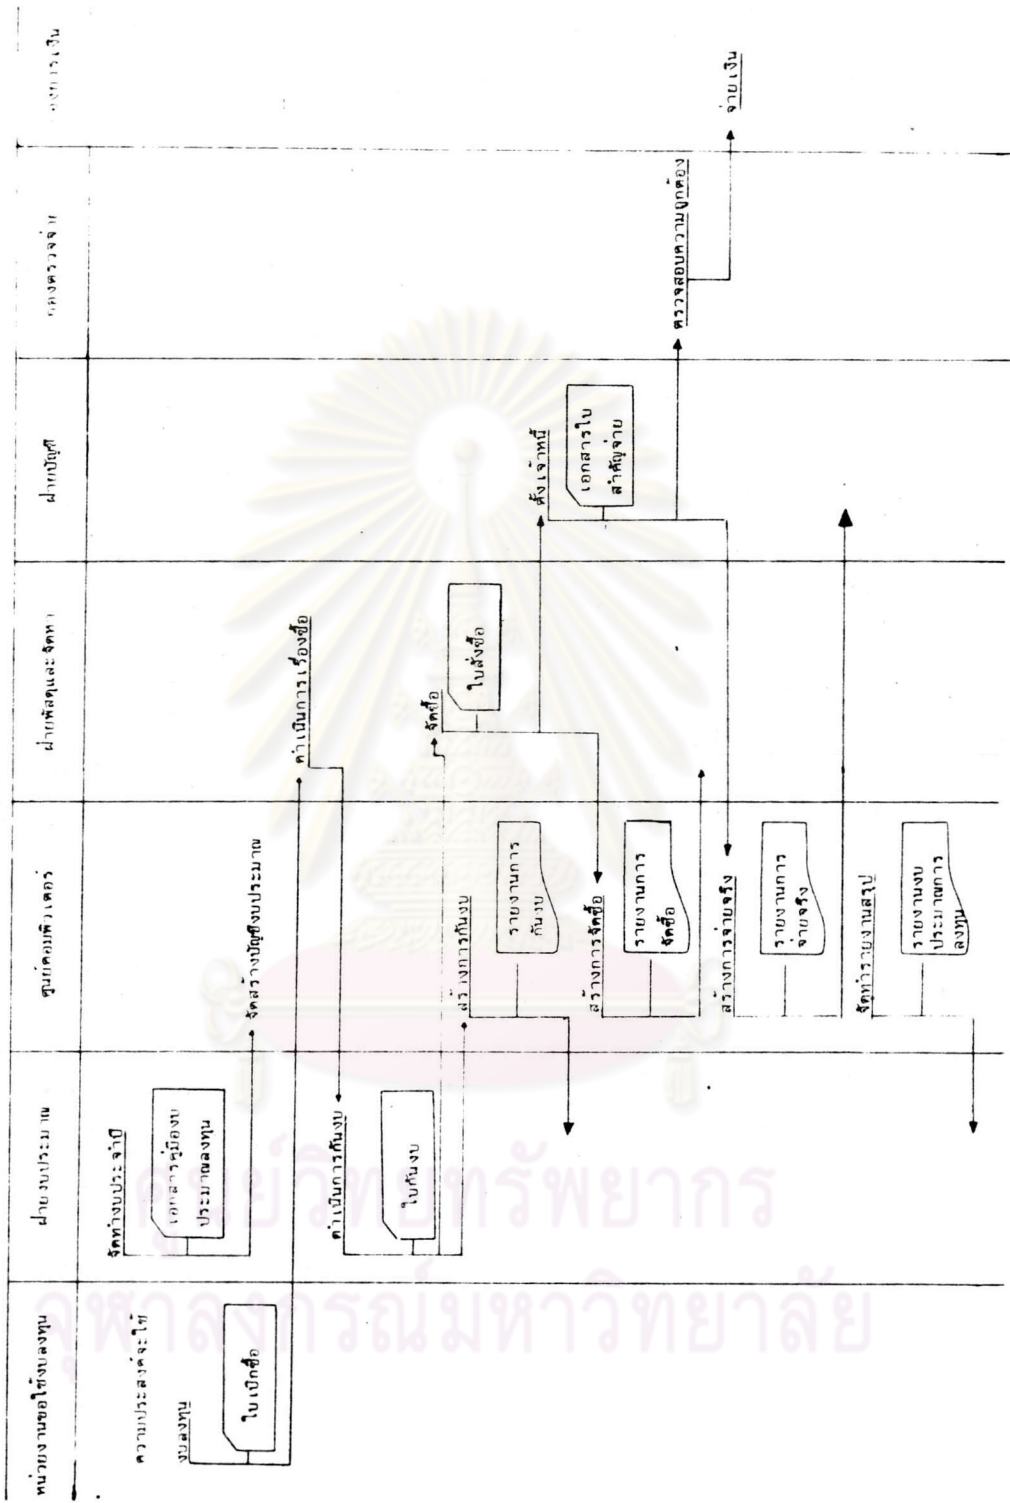 หน่วยงานขอใช้งบลงทุน
ฝ่ายงบประมาณ
ศูนย์คอมพิวเตอร์
ฝ่ายพัสดุและจัดหา
ฝ่ายบัญชี
กองตรวจจ่าย
ความประสงค์จะใช้
งบลงทุน
ใบเบิกซื้อ
จัดทำงบประจำปี
เอกสารคู่มืองบ
ประมาณลงทุน
จัดสร้างบัญชีงบประมาณ
ดำเนินการเรื่องซื้อ
ดำเนินการกันงบ
ใบกันงบ
สร้างการกันงบ
รายงานการ
กันงบ
จัดซื้อ
ใบสั่งซื้อ
สร้างการจัดซื้อ
รายงานการ
จัดซื้อ
ตั้งเจ้าหนี้
เอกสารใบ
สำคัญจ่าย
ตรวจสอบความถูกต้อง
จ่ายเงิน
สร้างการจ่ายจริง
รายงานการ
จ่ายจริง
จัดทำรายงานสรุป
รายงานงบ
ประมาณการ
ลงทุน
ศูนย์วิทยทรัพยากร
จุฬาลงกรณ์มหาวิทยาลัย